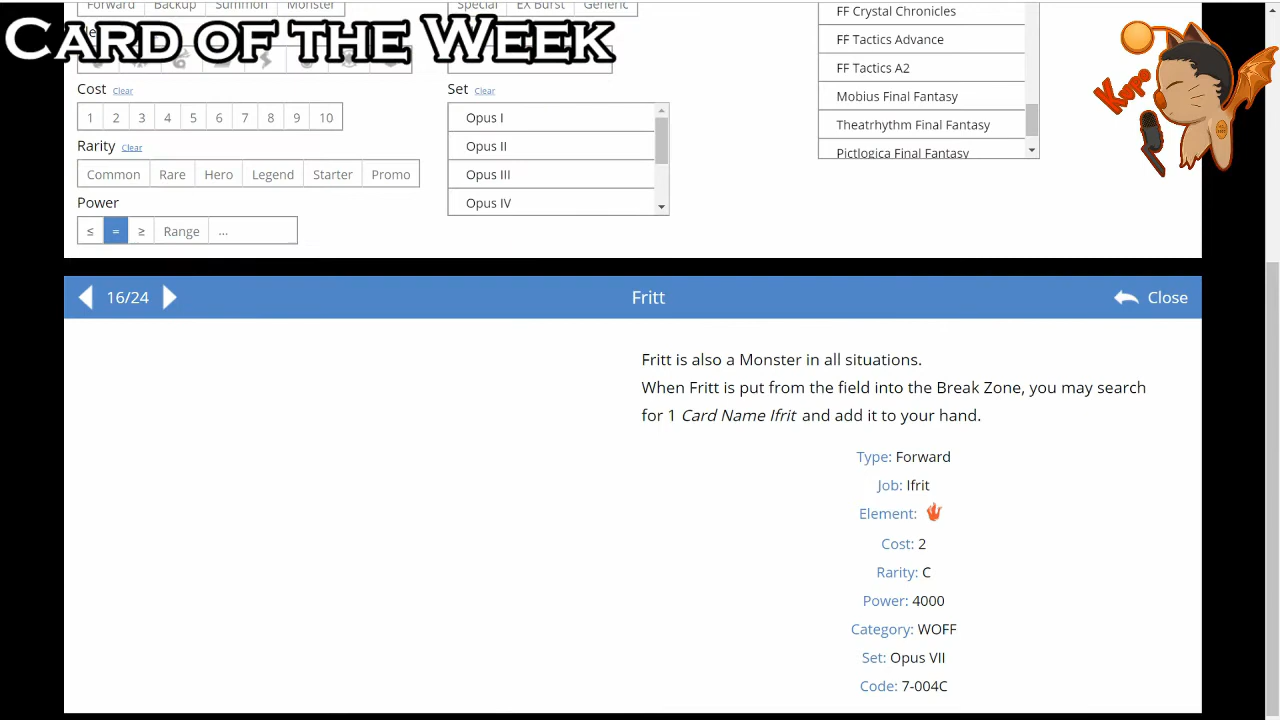 Forward Backup Summon Monster
Special EX Burst Generic
FF Crystal Chronicles
Card of the Week
FF Tactics Advance
FF Tactics A2
Cost Clear
Set Clear
Mobius Final Fantasy
1 2 3 4 5 6 7 8 9 10
Opus I
Theatrhythm Final Fantasy
Kupo
Rarity Clear
Opus II
Pictlogica Final Fantasy
Common Rare Hero Legend Starter Promo
Opus III
Power
Opus IV
≤ = ≥ Range ...
16/24
Fritt
Close
Fritt is also a Monster in all situations.
When Fritt is put from the field into the Break Zone, you may search
for 1 Card Name Ifrit and add it to your hand.
Type: Forward
Job: Ifrit
Element:
Cost: 2
Rarity: C
Power: 4000
Category: WOFF
Set: Opus VII
Code: 7-004C